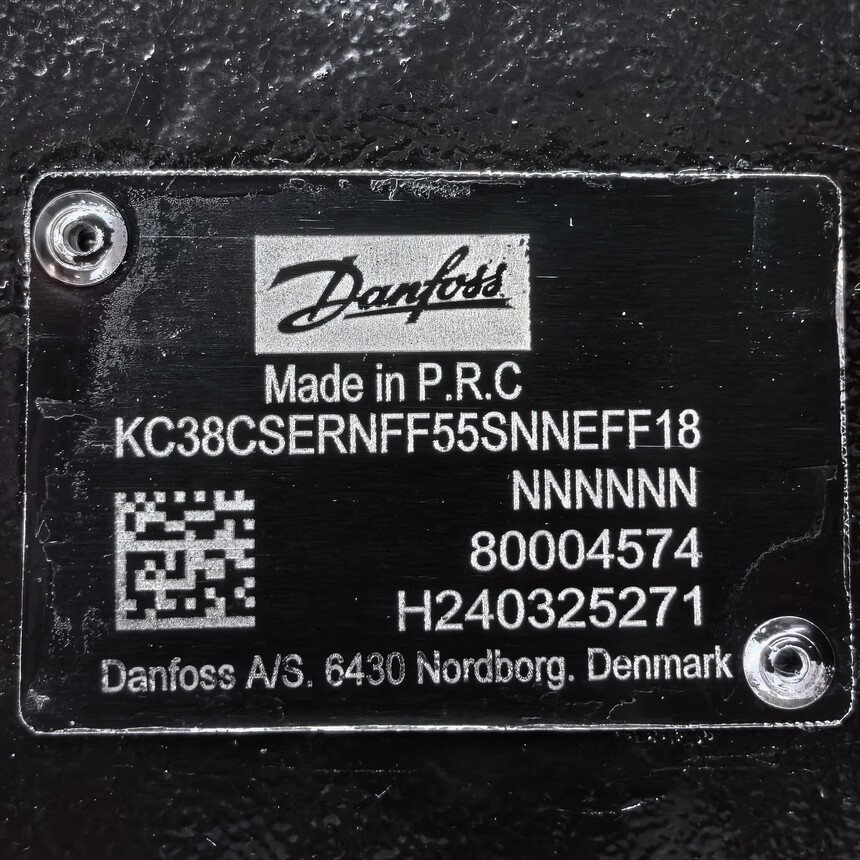 Danfoss
Made in P.R.C
KC38CSERNFF55SNNEFF18
NNNNNN
80004574
H240325271
Danfoss A/S. 6430 Nordborg. Denmark